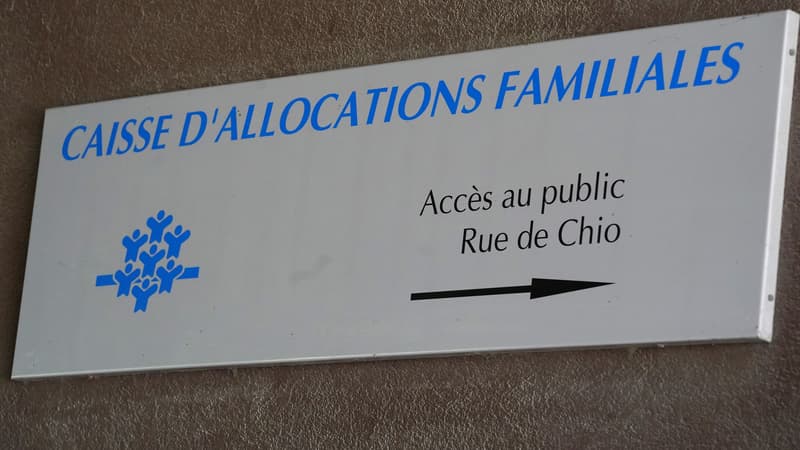 CAISSE D'ALLOCATIONS FAMILIALES
Accès au public
Rue de Chio